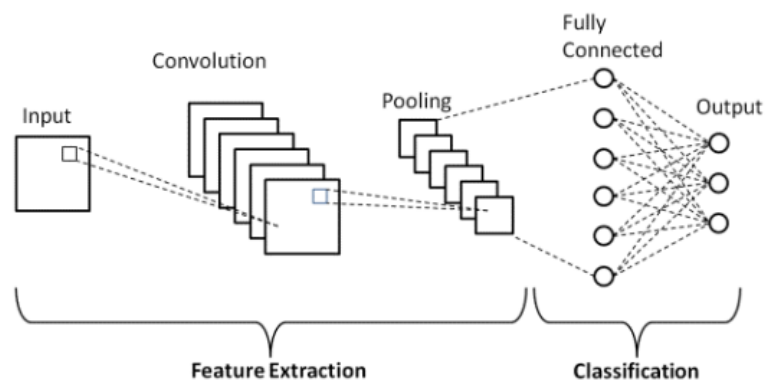 Input
Convolution
Pooling
Fully
Connected
Output
Feature Extraction
Classification